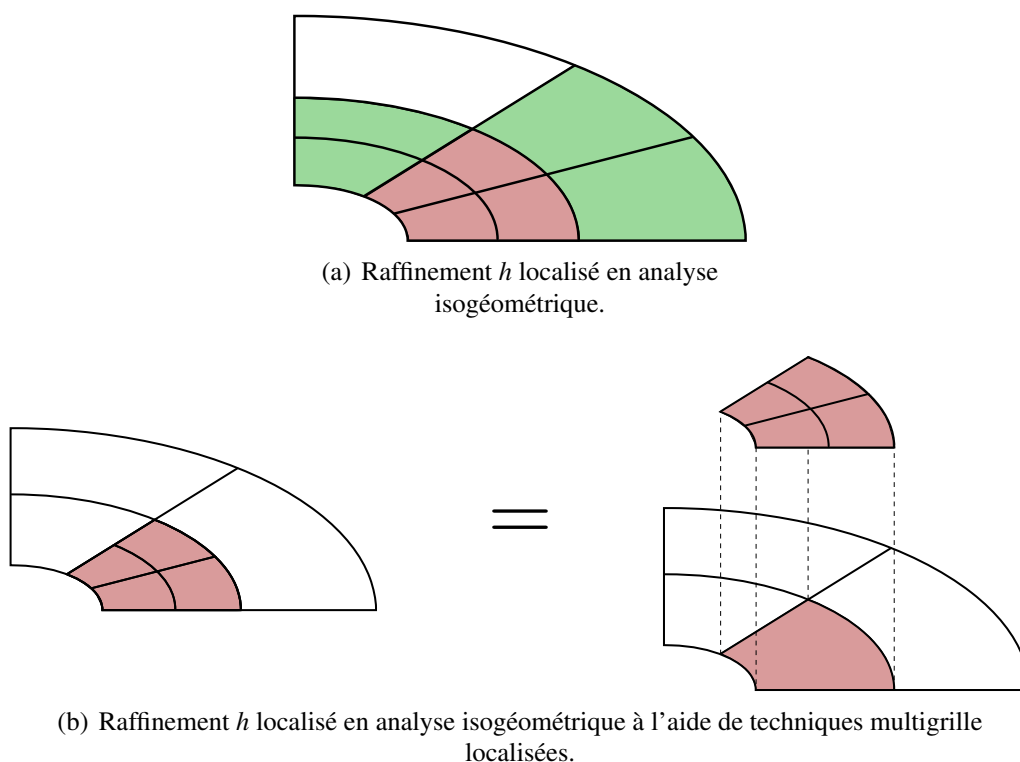 (a) Raffinement h localisé en analyse
isogéométrique.
(b) Raffinement h localisé en analyse isogéométrique à l'aide de techniques multigrille
localisées.